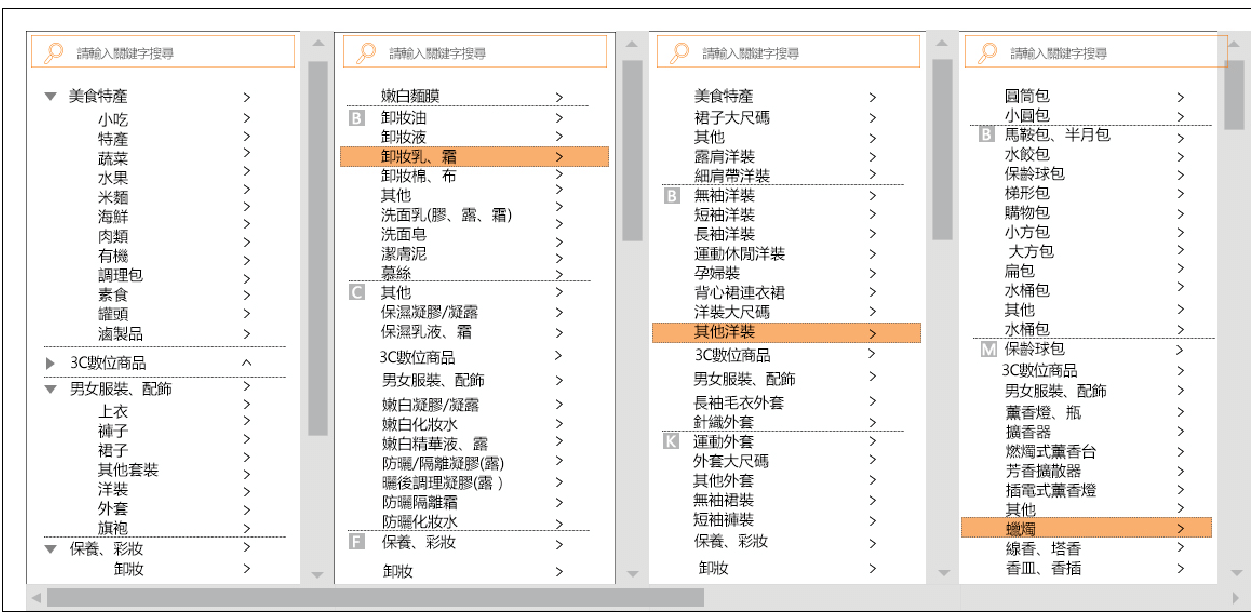 請輸入關鍵字搜尋
美食特產
小吃
特產
蔬菜
水果
米麵
海鮮
肉類
有機
調理包
素食
罐頭
滷製品
3C數位商品
男女服裝、配飾
上衣
褲子
裙子
其他套裝
洋裝
外套
旗袍
保養、彩妝
卸妝
請輸入關鍵字搜尋
嫩白麵膜
B 卸妝油
卸妝液
卸妝乳、霜
卸妝棉、布
其他
洗面乳(膠、露、霜)
洗面皂
潔膚泥
慕絲
C 其他
保濕凝膠/凝露
保濕乳液、霜
3C數位商品
男女服裝、配飾
嫩白凝膠/凝露
嫩白化妝水
嫩白精華液、露
防曬/隔離凝膠(露)
曬後調理凝膠(露 )
防曬隔離霜
防曬化妝水
F 保養、彩妝
卸妝
請輸入關鍵字搜尋
美食特產
裙子大尺碼
其他
露肩洋裝
細肩帶洋裝
B 無袖洋裝
短袖洋裝
長袖洋裝
運動休閒洋裝
孕婦裝
背心裙連衣裙
洋裝大尺碼
其他洋裝
3C數位商品
男女服裝、配飾
長袖毛衣外套
針織外套
K 運動外套
外套大尺碼
其他外套
無袖裙裝
短袖褲裝
保養、彩妝
卸妝
請輸入關鍵字搜尋
圓筒包
小圓包
B 馬鞍包、半月包
水餃包
保齡球包
梯形包
購物包
小方包
大方包
扁包
水桶包
其他
水桶包
M 保齡球包
3C數位商品
男女服裝、配飾
薰香燈、瓶
擴香器
燃燭式薰香台
芳香擴散器
插電式薰香燈
其他
蠟燭
線香、塔香
香皿、香插